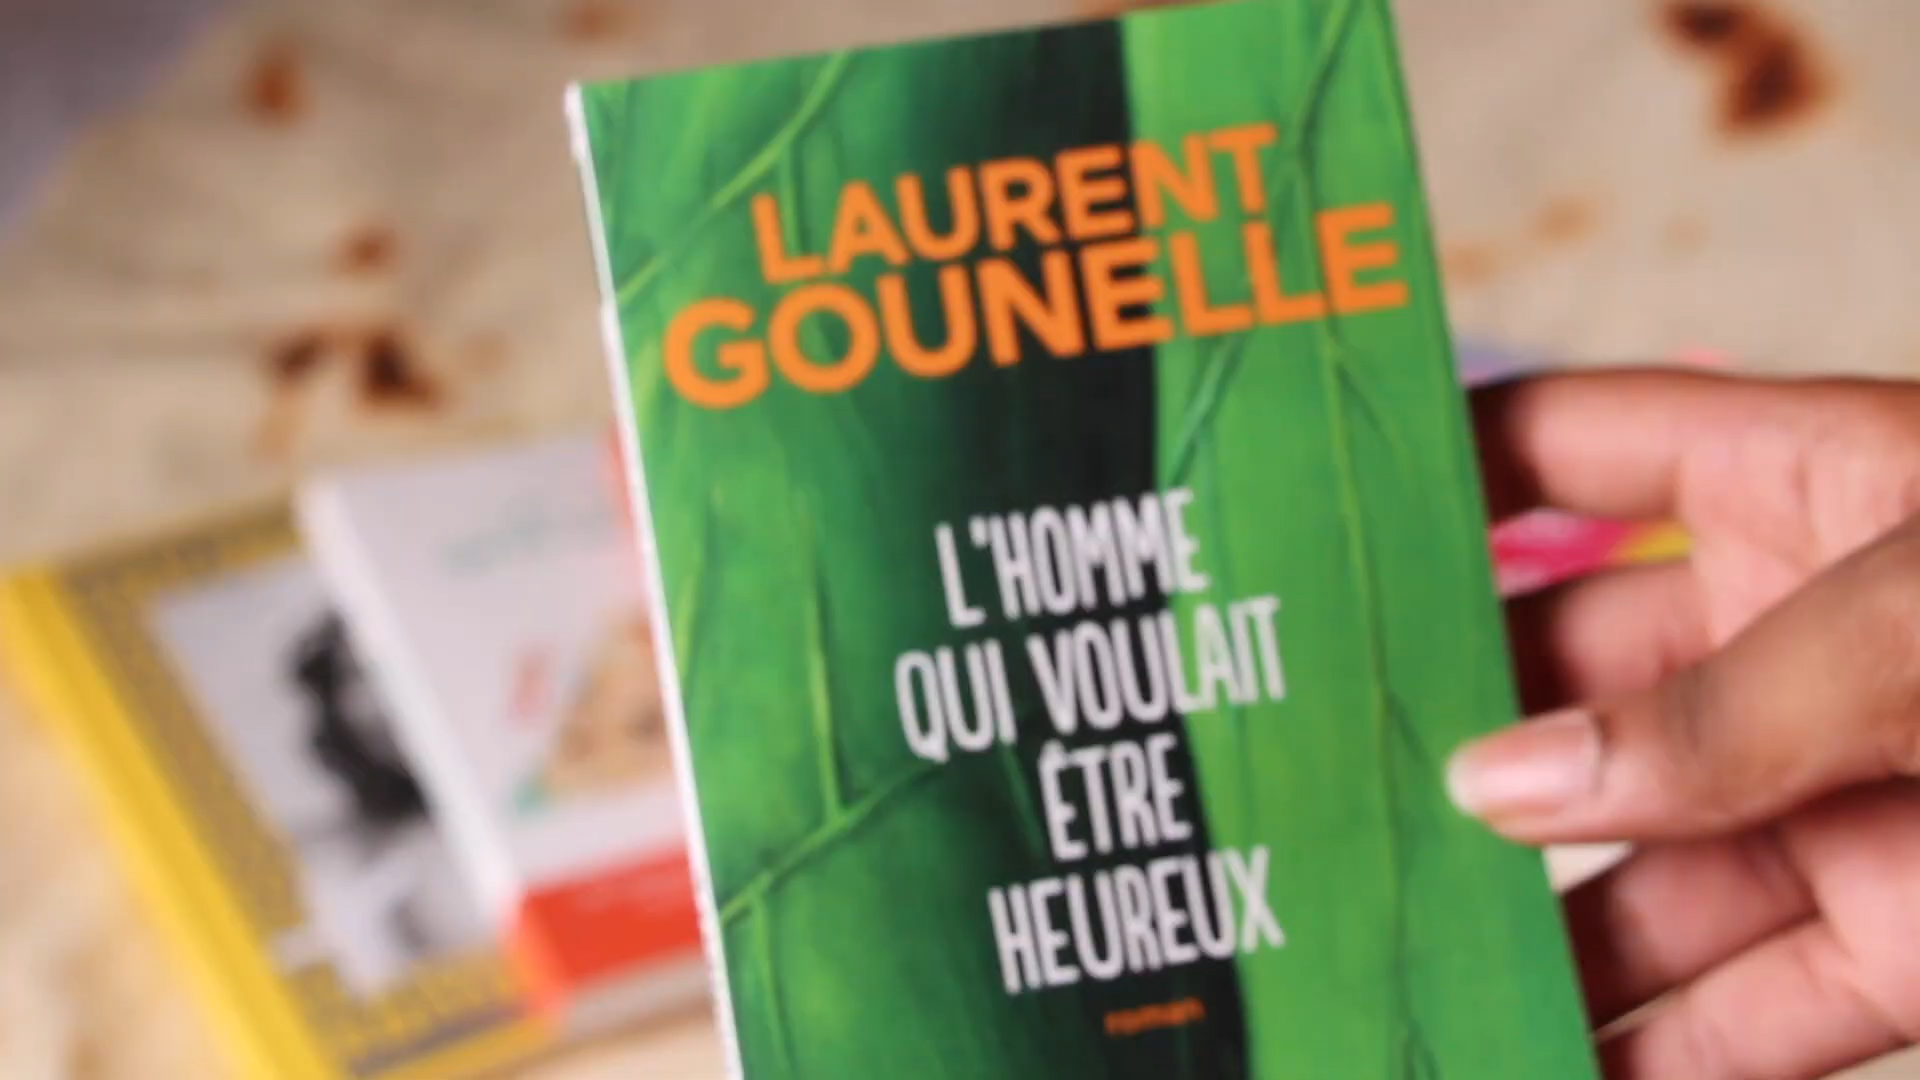 LAURENT
GOUNELLE
L'HOMME
QUI VOULAIT
ÊTRE
HEUREUX
roman